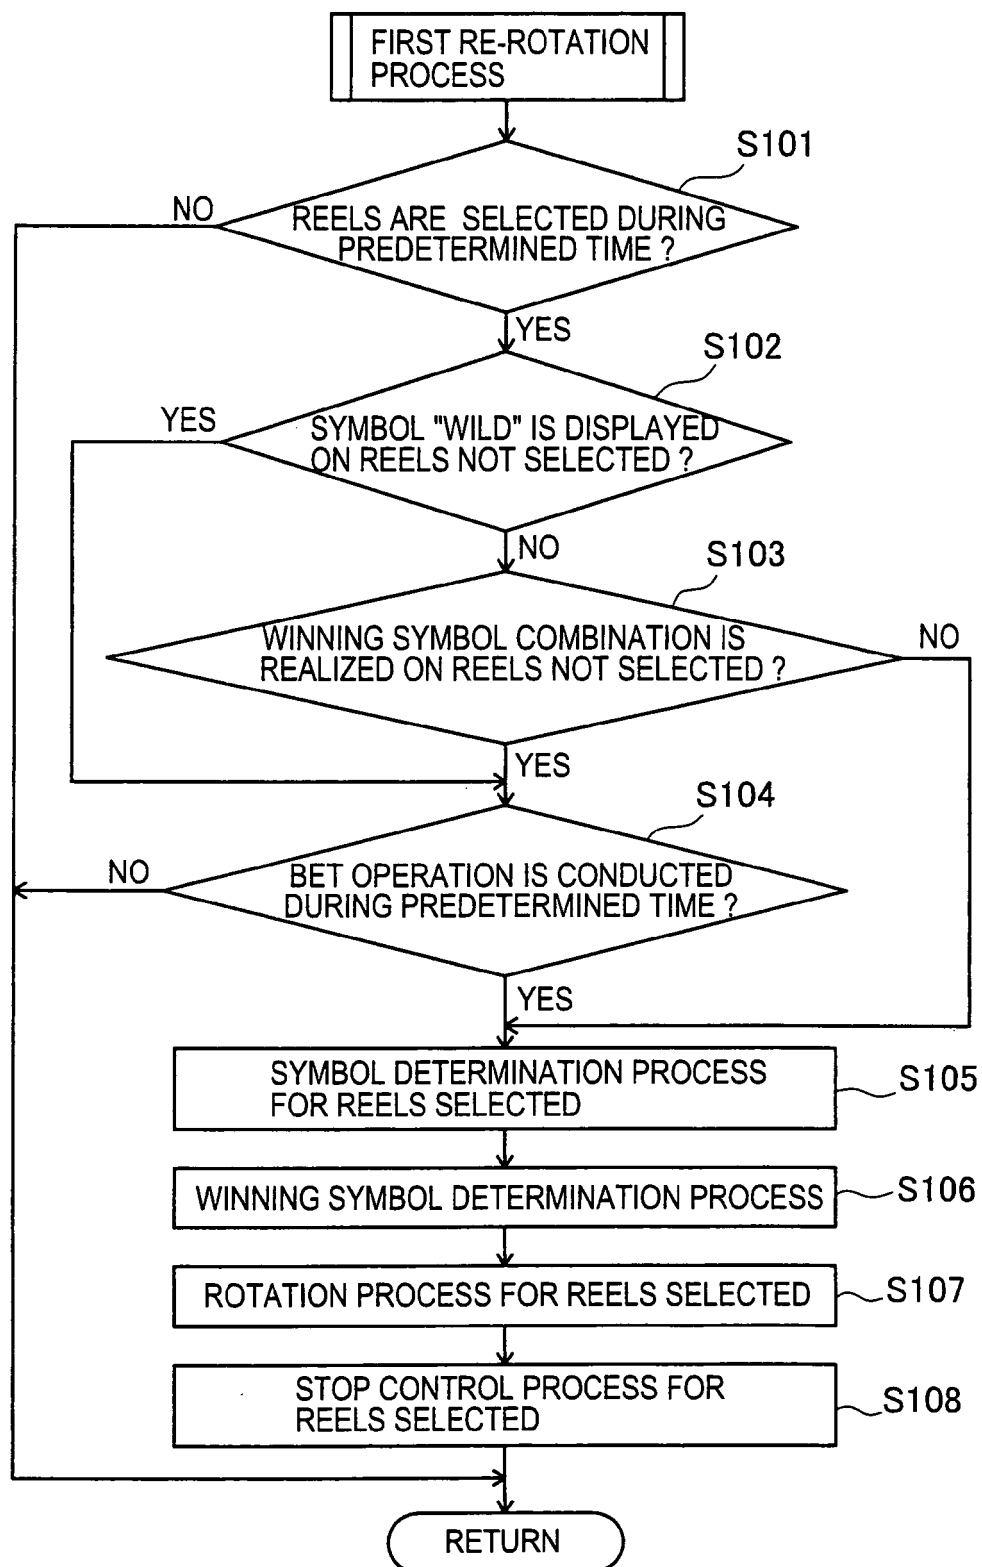 FIRST RE-ROTATION
PROCESS
S101
NO
REELS ARE SELECTED DURING
PREDETERMINED TIME ?
YES
S102
YES
SYMBOL "WILD" IS DISPLAYED
ON REELS NOT SELECTED ?
NO
S103
WINNING SYMBOL COMBINATION IS
REALIZED ON REELS NOT SELECTED ?
NO
YES
S104
NO
BET OPERATION IS CONDUCTED
DURING PREDETERMINED TIME ?
YES
SYMBOL DETERMINATION PROCESS
FOR REELS SELECTED
S105
WINNING SYMBOL DETERMINATION PROCESS
S106
ROTATION PROCESS FOR REELS SELECTED
S107
STOP CONTROL PROCESS FOR
REELS SELECTED
S108
RETURN